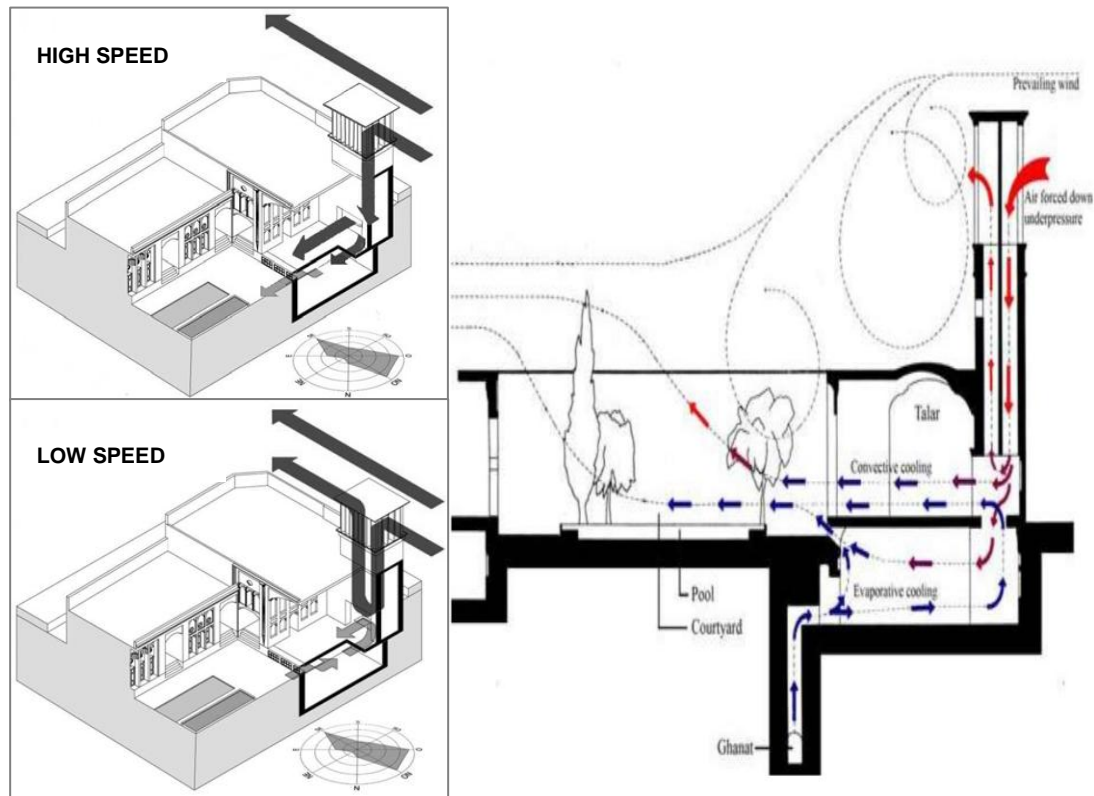 HIGH SPEED
LOW SPEED
N
N
Prevailing wind
Air forced down
underpressure
Talar
Convective cooling
Evaporative cooling
Pool
Courtyard
Ghanat